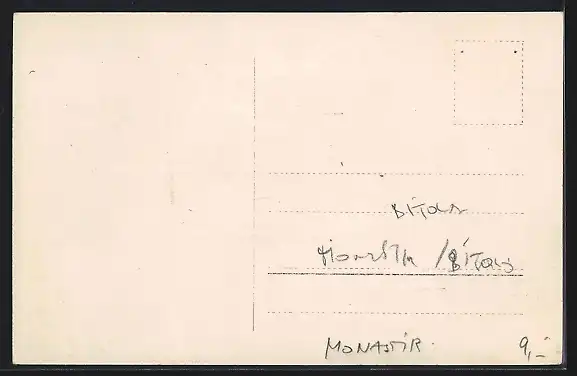 Bitola
Monastir / Bitola
MONASTIR.
9,-